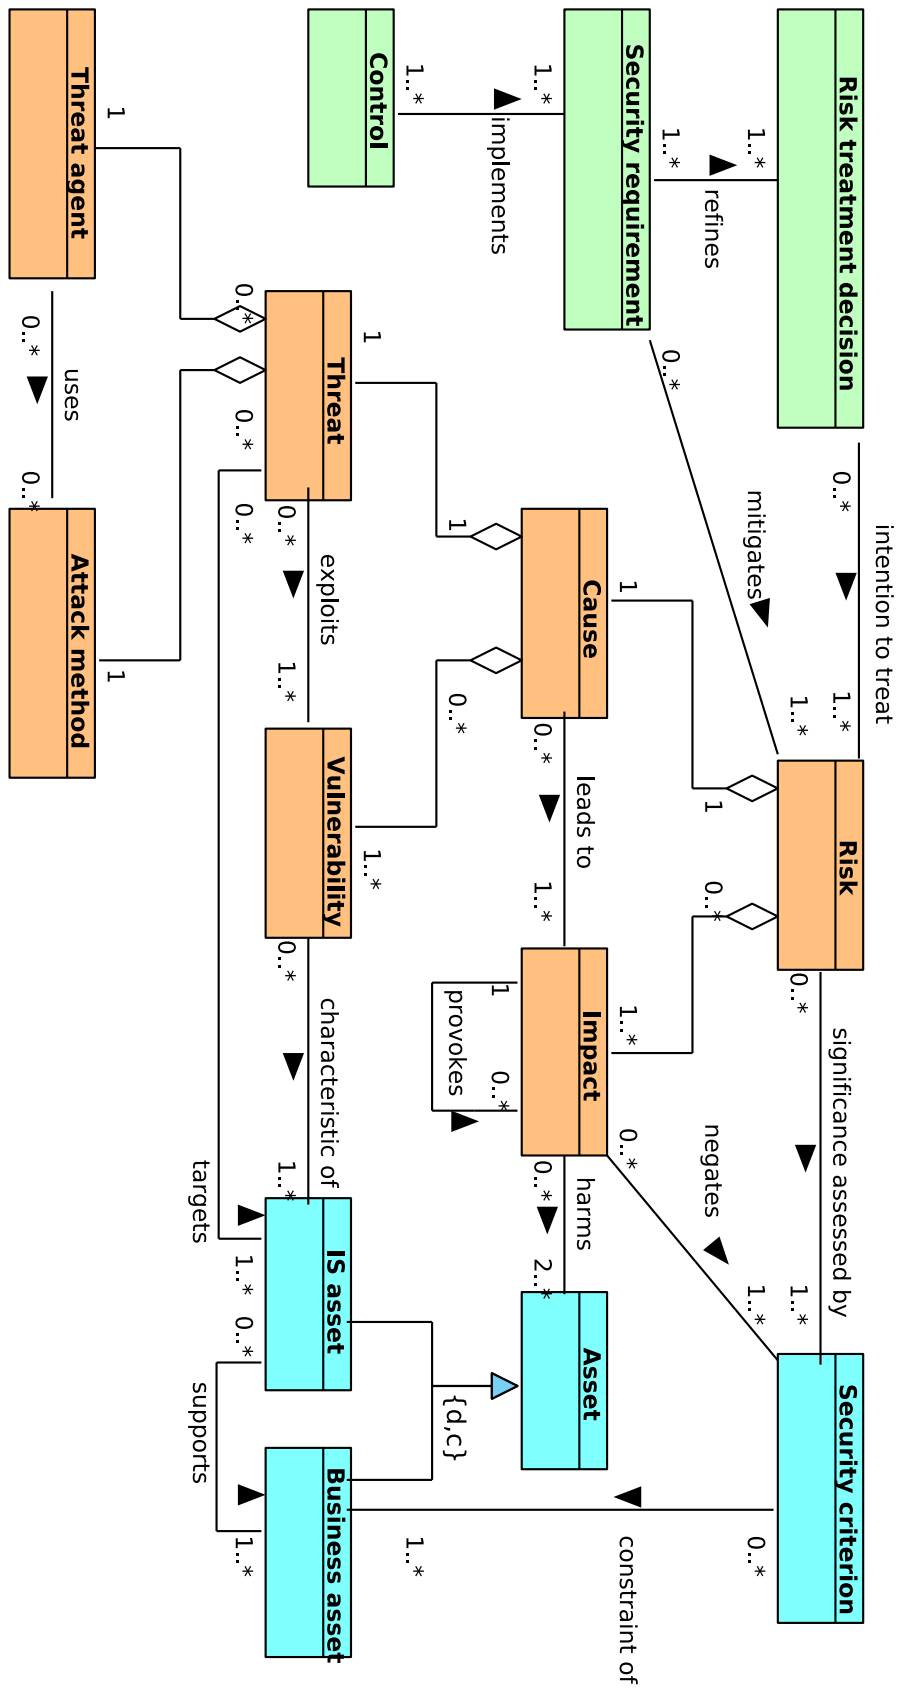 intention to treat
Risk treatment decision
0..*
1..*
Risk
significance assessed by
Security criterion
1..*
0..*
1..*
1..*
mitigates
1..*
0..*
refines
1
0..*
negates
1..*
0..*
Security requirement
1
1..*
0..*
constraint of
Cause
leads to
Impact
harms
Asset
1..*
0..*
1..*
0..*
2..*
implements
1
0..*
1
0..*
provokes
{d,c}
1..*
1..*
Control
1
1..*
Threat
exploits
Vulnerability
characteristic of
IS asset
Business asset
0..*
1..*
0..*
1..*
0..*
0..*
0..*
1..*
0..*
1..*
targets
supports
1
1
Threat agent
uses
Attack method
0..*
0..*